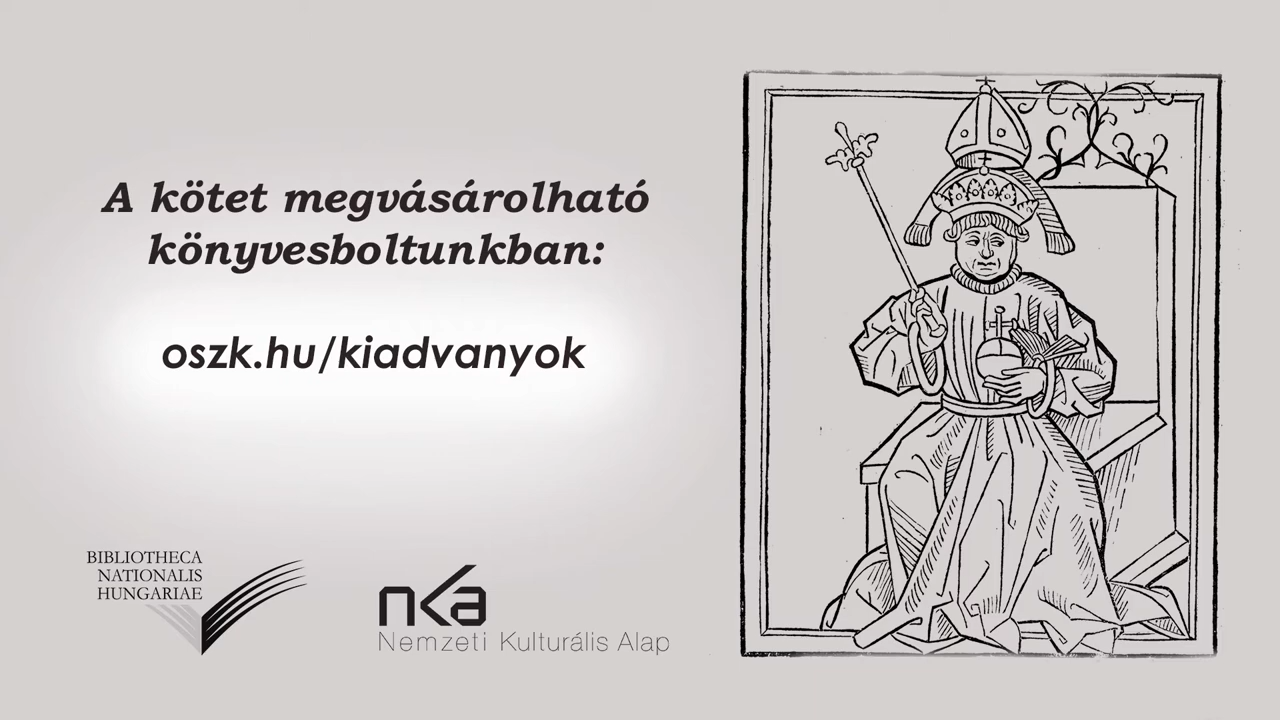 A kötet megvásárolható
könyvesboltunkban:
oszk.hu/kiadvanyok
BIBLIOTHECA
NATIONALIS
HUNGARIAE
nka
Nemzeti Kulturális Alap